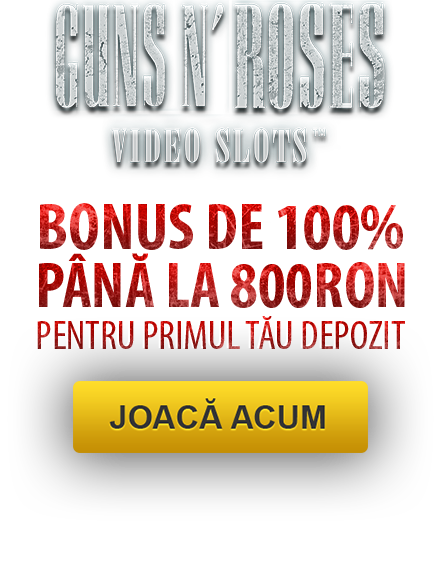 GUNS N' ROSES
VIDEO SLOTS™
BONUS DE 100%
PÂNĂ LA 800RON
PENTRU PRIMUL TĂU DEPOZIT
JOACĂ ACUM